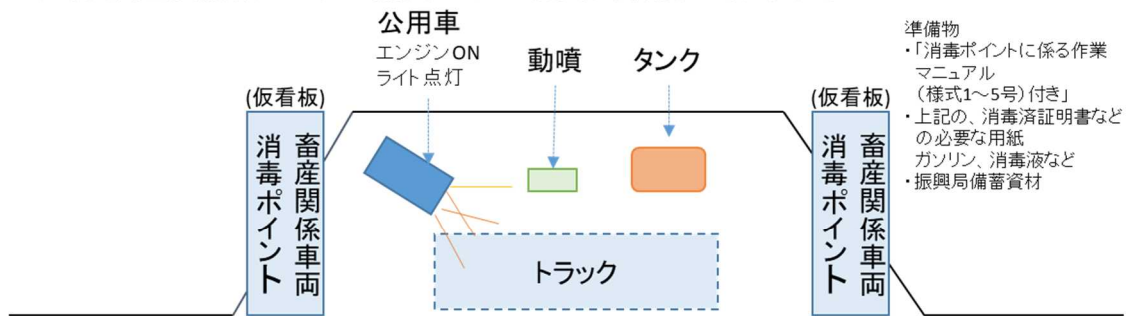 公用車
エンジンON
ライト点灯
動噴
タンク
(仮看板)
畜産関係車両
消毒ポイント
トラック
(仮看板)
畜産関係車両
消毒ポイント
準備物
・「消毒ポイントに係る作業
マニュアル
（様式1～5号）付き」
・上記の、消毒済証明書など
の必要な用紙
ガソリン、消毒液など
・振興局備蓄資材